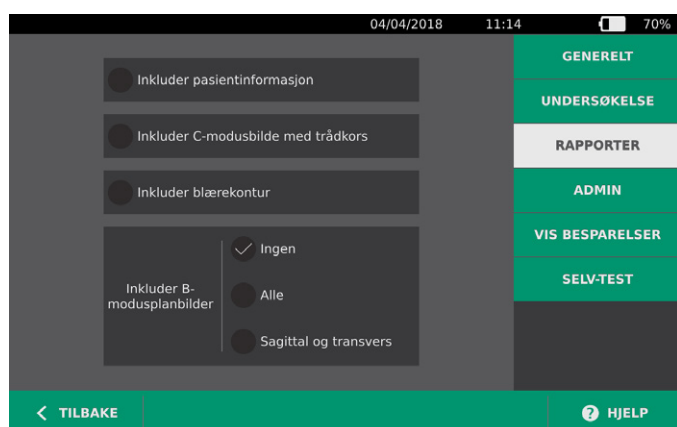 04/04/2018 11:14 70%
Inkluder pasientinformasjon
Inkluder C-modusbilde med trådkors
Inkluder blærekontur
Inkluder B-
modusplanbilder
Ingen
Alle
Sagittal og transvers
GENERELT
UNDERSØKELSE
RAPPORTER
ADMIN
VIS BESPARELSER
SELV-TEST
TILBAKE
? HJELP